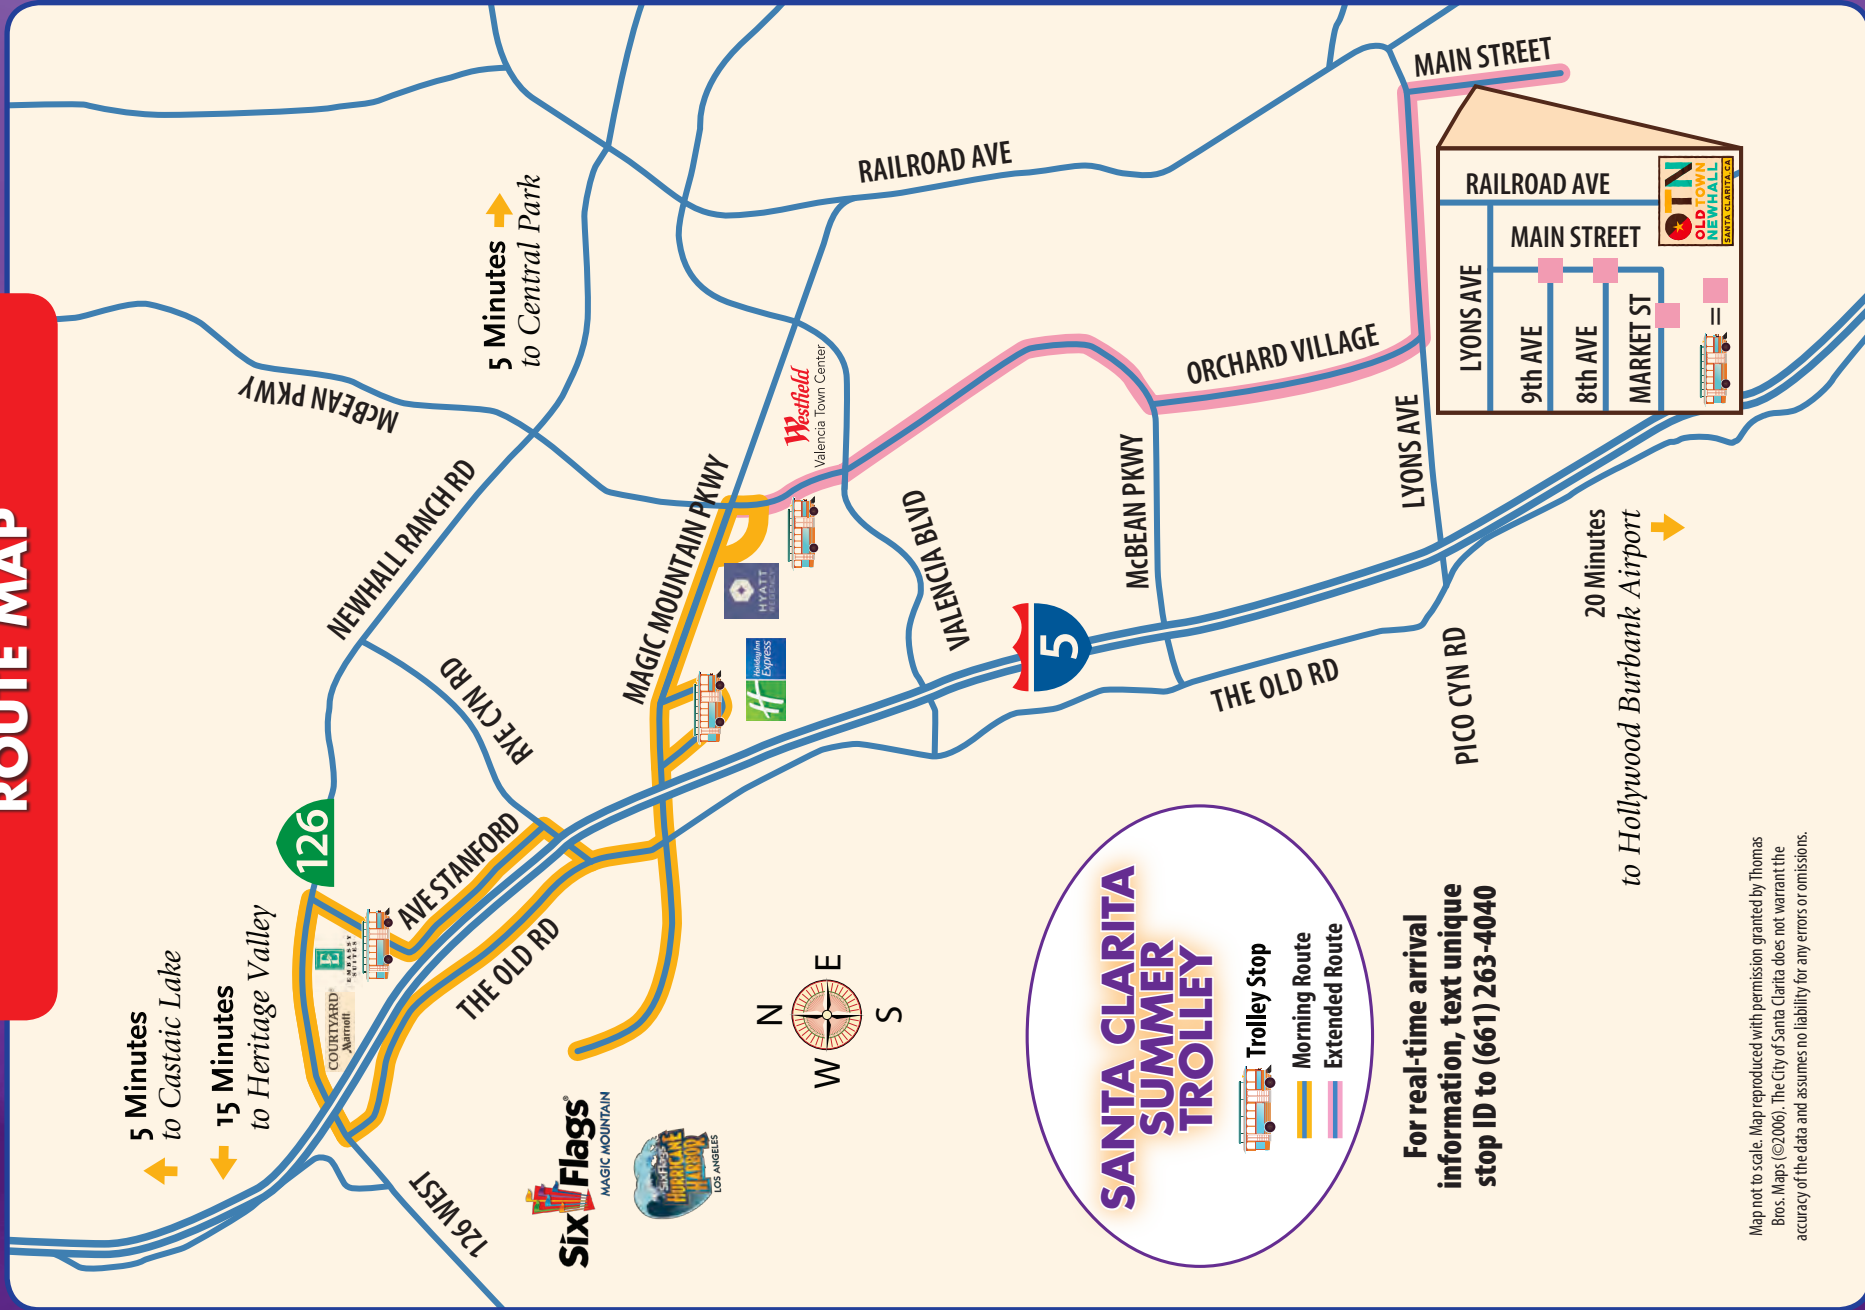 ROUTE MAP
5 Minutes
to Castaic Lake
15 Minutes
to Heritage Valley
5 Minutes
to Central Park
126
126 WEST
COURTYARD®
Marriott
E
EMBASSY
SUITES
AVE STANFORD
THE OLD RD
RYE CYN RD
NEWHALL RANCH RD
McBEAN PKWY
MAGIC MOUNTAIN PKWY
HYATT
REGENCY
H
Holiday Inn
Express
Westfield
Valencia Town Center
RAILROAD AVE
VALENCIA BLVD
5
McBEAN PKWY
ORCHARD VILLAGE
THE OLD RD
LYONS AVE
PICO CYN RD
MAIN STREET
LYONS AVE
RAILROAD AVE
MAIN STREET
9th AVE
8th AVE
MARKET ST
OTN
OLD TOWN
NEWHALL
SANTA CLARITA, CA
=
20 Minutes
to Hollywood Burbank Airport
Six Flags®
MAGIC MOUNTAIN
Six Flags
HURRICANE
HARBOR
LOS ANGELES
N
W E
S
SANTA CLARITA
SUMMER
TROLLEY
Trolley Stop
Morning Route
Extended Route
For real-time arrival
information, text unique
stop ID to (661) 263-4040
Map not to scale. Map reproduced with permission granted by Thomas
Bros. Maps (©2006). The City of Santa Clarita does not warrant the
accuracy of the data and assumes no liability for any errors or omissions.